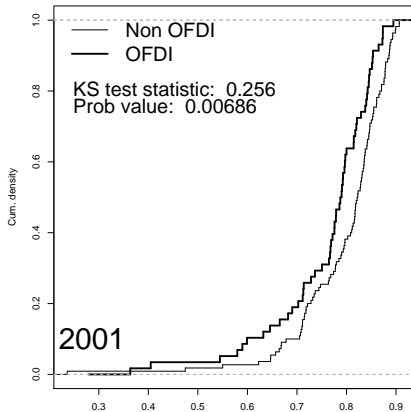 Non OFDI
OFDI
KS test statistic: 0.256
Prob value: 0.00686
1.0
0.8
0.6
0.4
0.2
0.0
Cum. density
2001
0.3 0.4 0.5 0.6 0.7 0.8 0.9